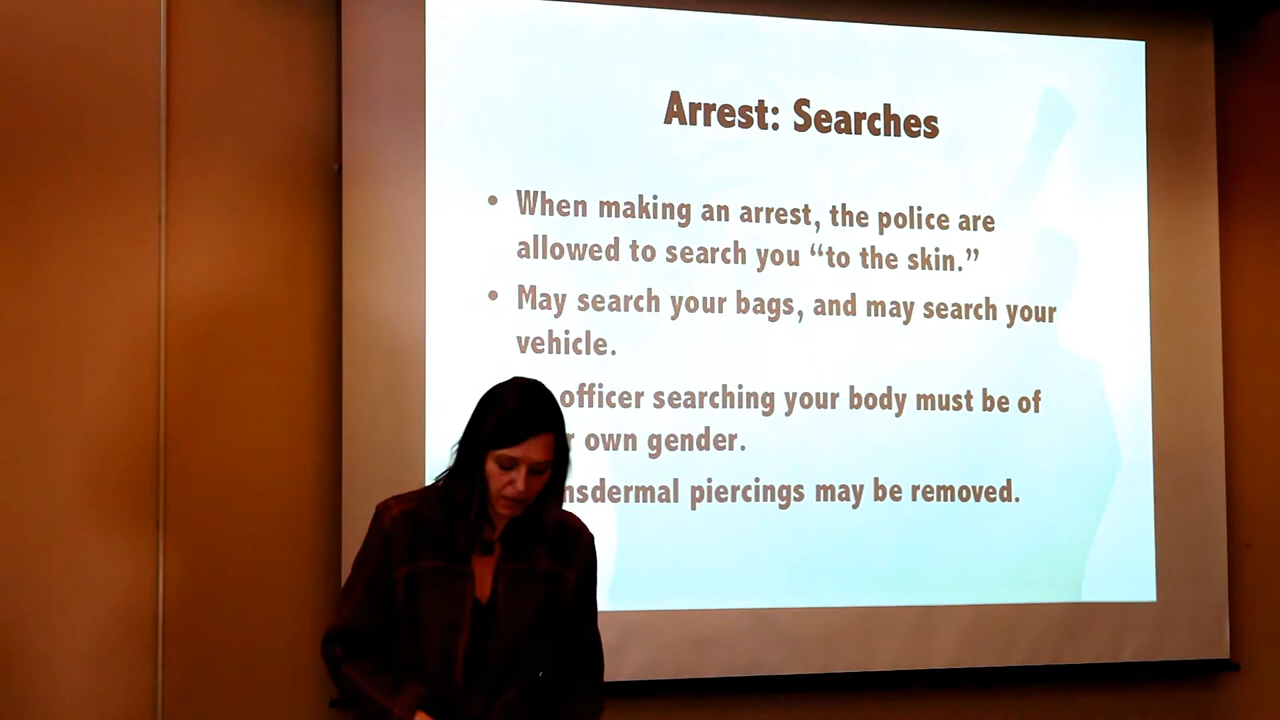 Arrest: Searches
• When making an arrest, the police are
allowed to search you “to the skin.”
• May search your bags, and may search your
vehicle.
officer searching your body must be of
r own gender.
nsdermal piercings may be removed.